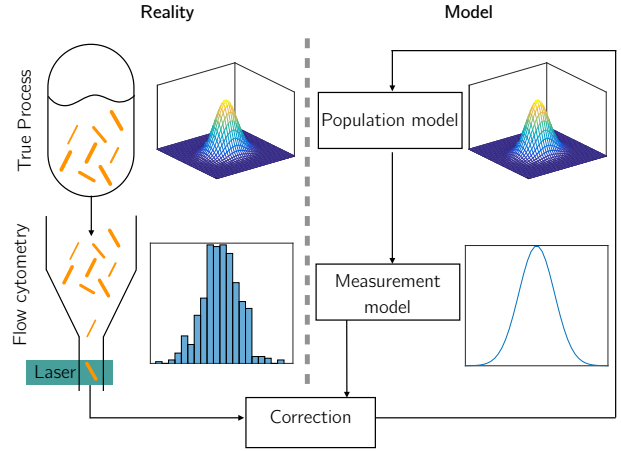 Reality
Model
True Process
Population model
Flow cytometry
Measurement
model
Laser
Correction